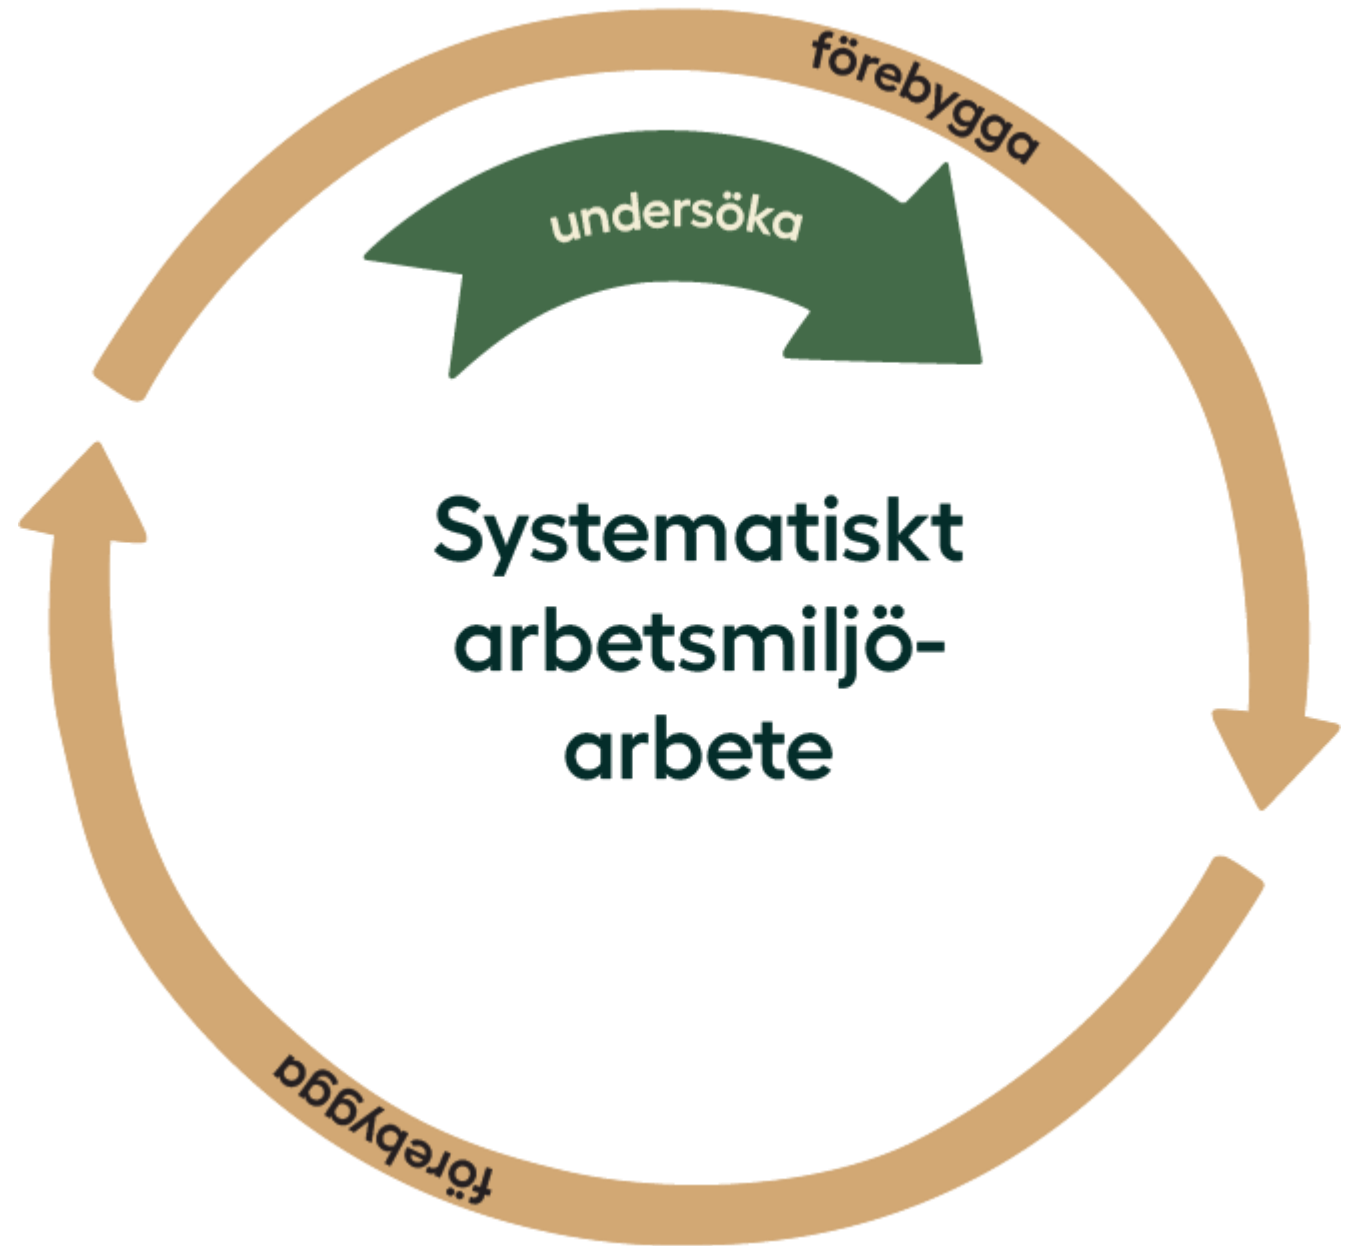 förebygga
undersöka
Systematiskt
arbetsmiljö-
arbete
förebygga